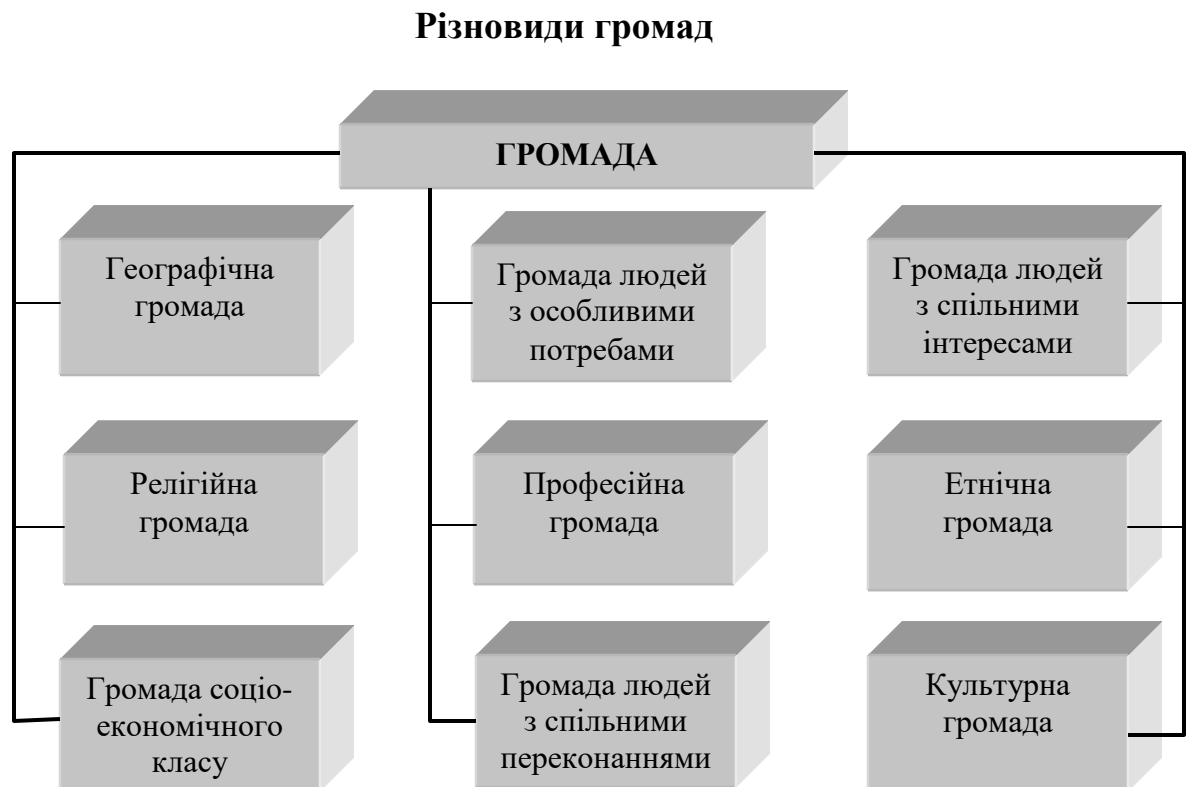 Різновиди громад
ГРОМАДА
Географічна
громада
Громада людей
з особливими
потребами
Громада людей
з спільними
інтересами
Релігійна
громада
Професійна
громада
Етнічна
громада
Громада соціо-
економічного
класу
Громада людей
з спільними
переконаннями
Культурна
громада